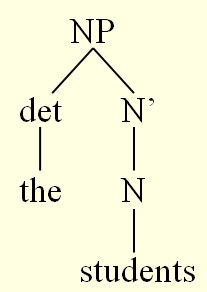 NP
det N’
the N
students